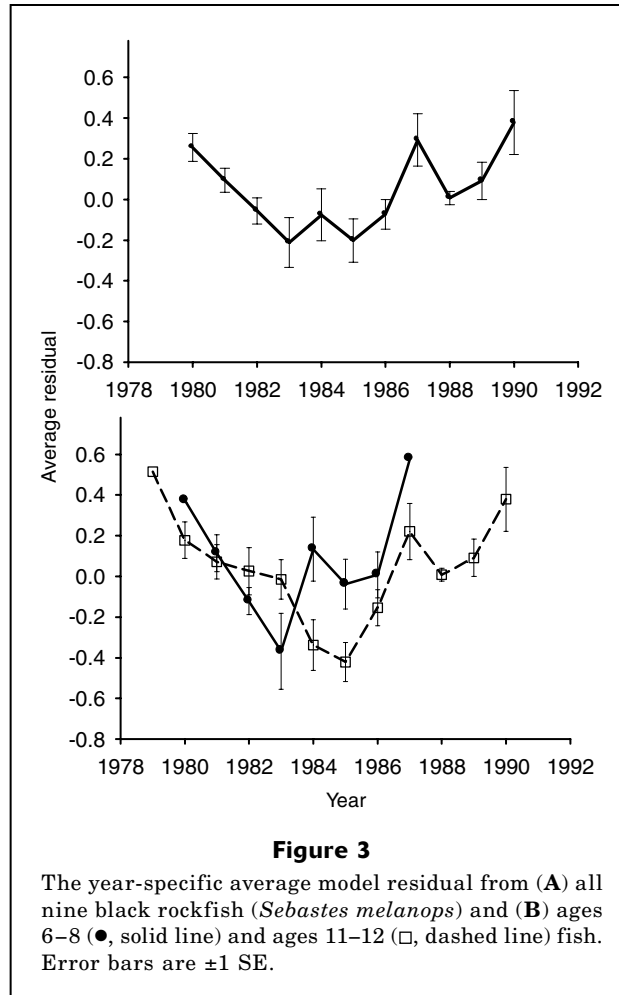 0.6
0.4
0.2
0.0
-0.2
-0.4
-0.6
-0.8
1978 1980 1982 1984 1986 1988 1990 1992
Average residual
0.6
0.4
0.2
0.0
-0.2
-0.4
-0.6
-0.8
1978 1980 1982 1984 1986 1988 1990 1992
Year
Figure 3
The year-specific average model residual from (A) all
nine black rockfish (Sebastes melanops) and (B) ages
6–8 (●, solid line) and ages 11–12 (□, dashed line) fish.
Error bars are ±1 SE.